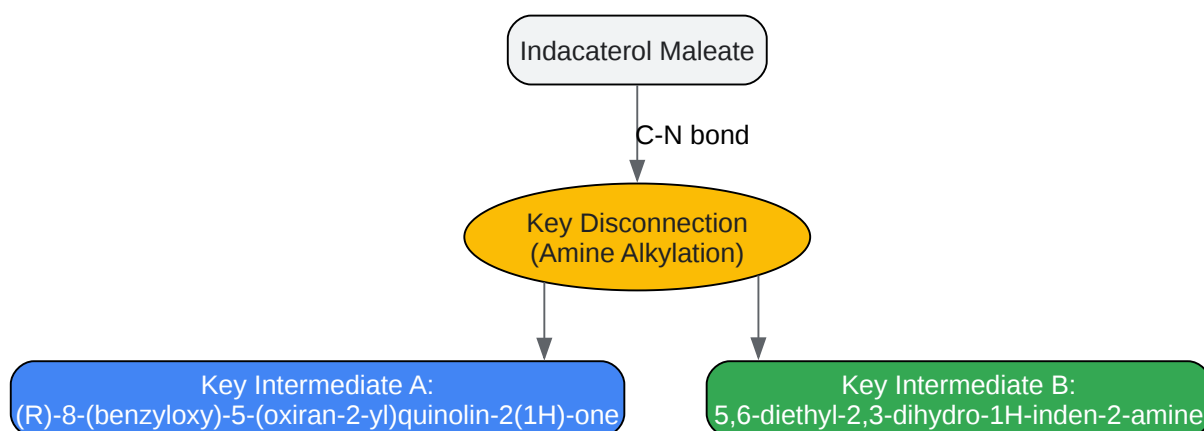 Indacaterol Maleate
C-N bond
Key Disconnection
(Amine Alkylation)
Key Intermediate A:
(R)-8-(benzyloxy)-5-(oxiran-2-yl)quinolin-2(1H)-one
Key Intermediate B:
5,6-diethyl-2,3-dihydro-1H-inden-2-amine